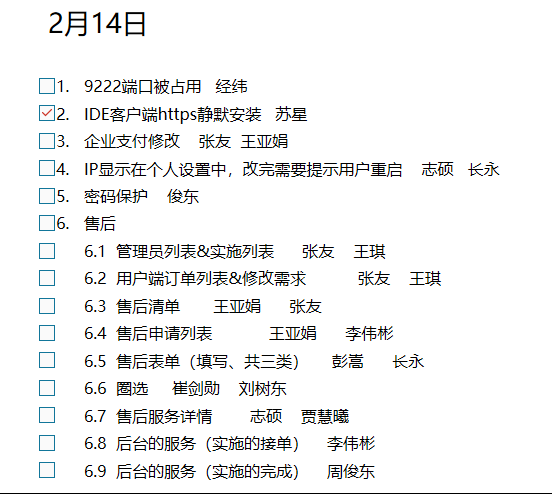 2月14日
1. 9222端口被占用 经纬
2. IDE客户端https静默安装 苏星
3. 企业支付修改 张友 王亚娟
4. IP显示在个人设置中，改完需要提示用户重启 志硕 长永
5. 密码保护 俊东
6. 售后
6.1 管理员列表&实施列表 张友 王琪
6.2 用户端订单列表&修改需求 张友 王琪
6.3 售后清单 王亚娟 张友
6.4 售后申请列表 王亚娟 李伟彬
6.5 售后表单（填写、共三类） 彭嵩 长永
6.6 圈选 崔剑勋 刘树东
6.7 售后服务详情 志硕 贾慧曦
6.8 后台的服务（实施的接单） 李伟彬
6.9 后台的服务（实施的完成） 周俊东